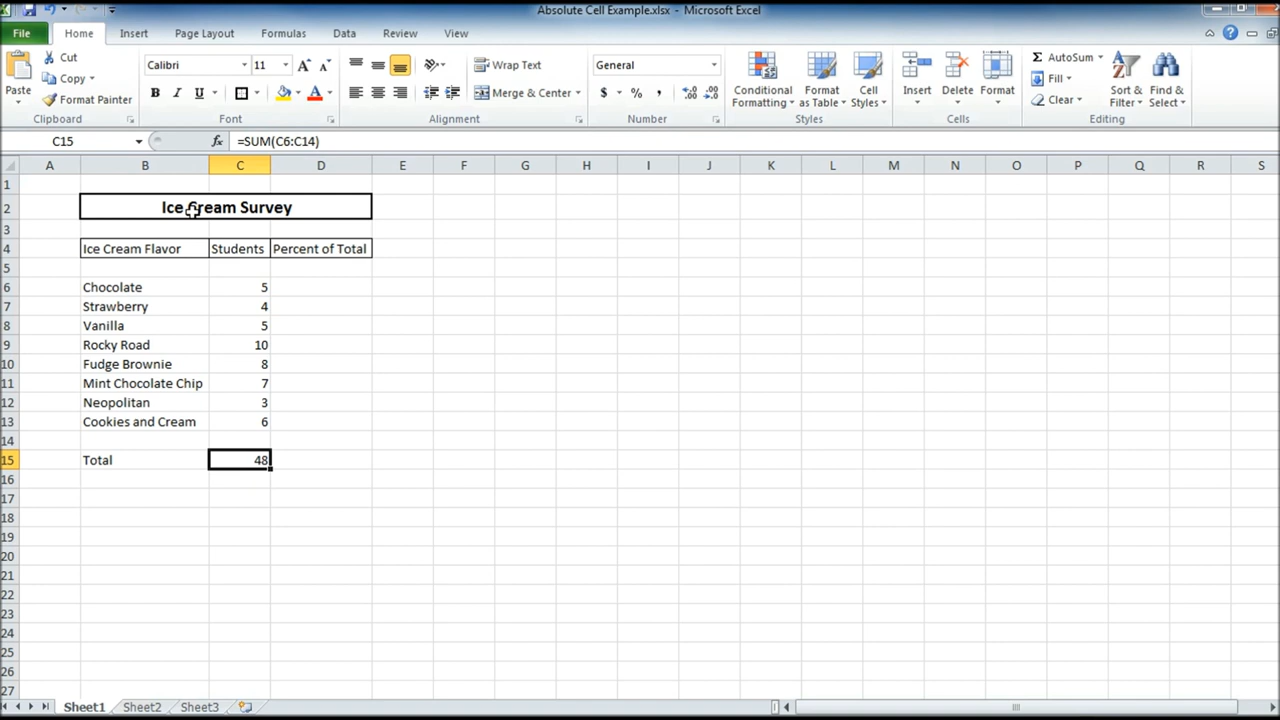 Absolute Cell Example.xlsx - Microsoft Excel
File Home Insert Page Layout Formulas Data Review View
Paste
Cut
Copy
Format Painter
Clipboard
Calibri 11
B I U A
Font
Wrap Text
Merge & Center
Alignment
General
$ % ,
Number
Conditional Formatting
Format as Table
Cell Styles
Styles
Insert Delete Format
Cells
Σ AutoSum
Fill
Clear
Sort & Filter
Find & Select
Editing
C15 fx =SUM(C6:C14)
A B C D E F G H I J K L M N O P Q R S
1
2 Ice Cream Survey
3
4 Ice Cream Flavor Students Percent of Total
5
6 Chocolate 5
7 Strawberry 4
8 Vanilla 5
9 Rocky Road 10
10 Fudge Brownie 8
11 Mint Chocolate Chip 7
12 Neopolitan 3
13 Cookies and Cream 6
14
15 Total 48
16
17
18
19
20
21
22
23
24
25
26
27
Sheet1 Sheet2 Sheet3